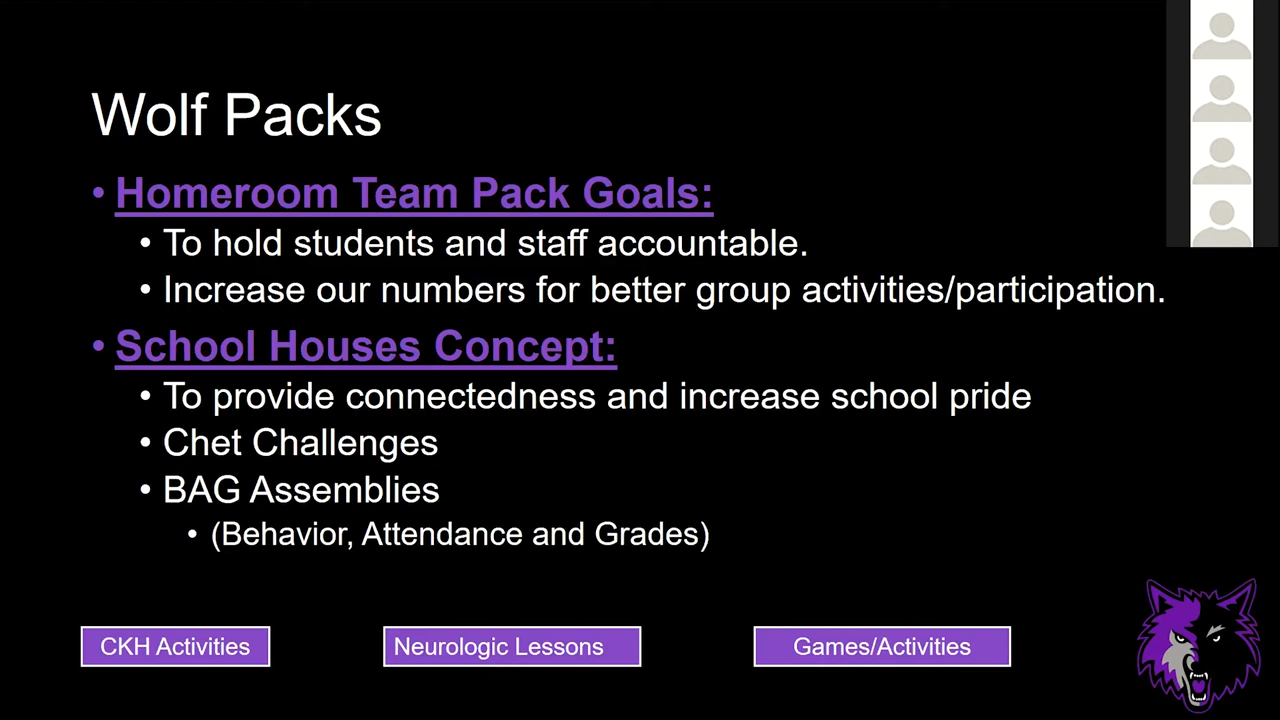 Wolf Packs
• Homeroom Team Pack Goals:
• To hold students and staff accountable.
• Increase our numbers for better group activities/participation.
• School Houses Concept:
• To provide connectedness and increase school pride
• Chet Challenges
• BAG Assemblies
• (Behavior, Attendance and Grades)
CKH Activities
Neurologic Lessons
Games/Activities